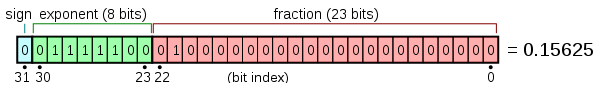 sign exponent (8 bits) fraction (23 bits)
0 0 1 1 1 1 1 0 0 0 1 0 0 0 0 0 0 0 0 0 0 0 0 0 0 0 0 0 0 0 0 0 = 0.15625
31 30 23 22 (bit index) 0